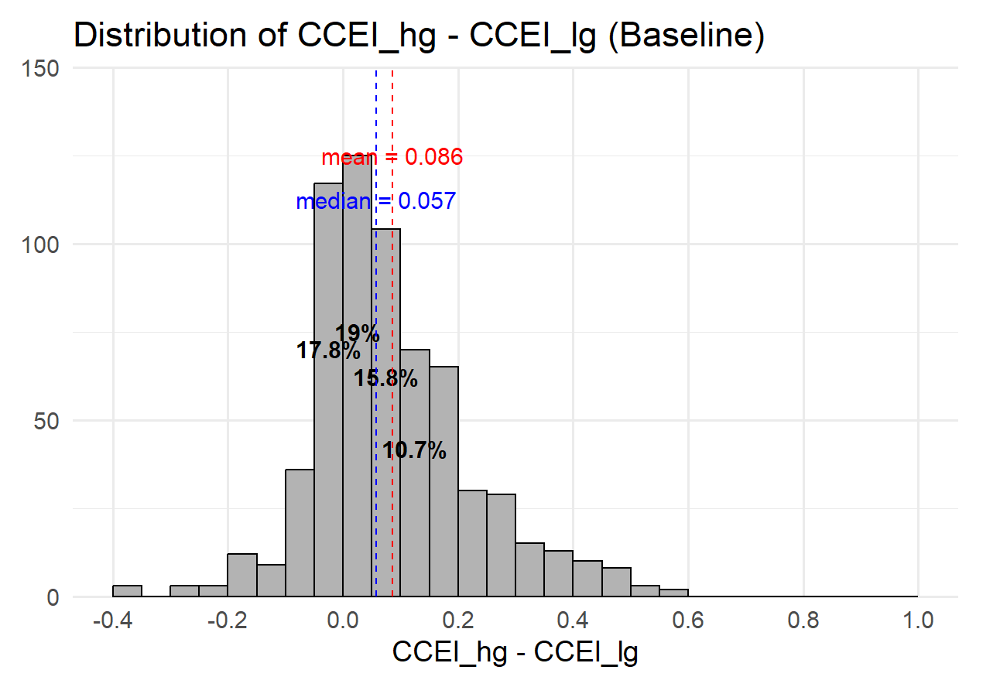 Distribution of CCEI_hg - CCEI_lg (Baseline)
150
mean = 0.086
median = 0.057
100
19%
17.8%
15.8%
50
10.7%
0
-0.4 -0.2 0.0 0.2 0.4 0.6 0.8 1.0
CCEI_hg - CCEI_lg